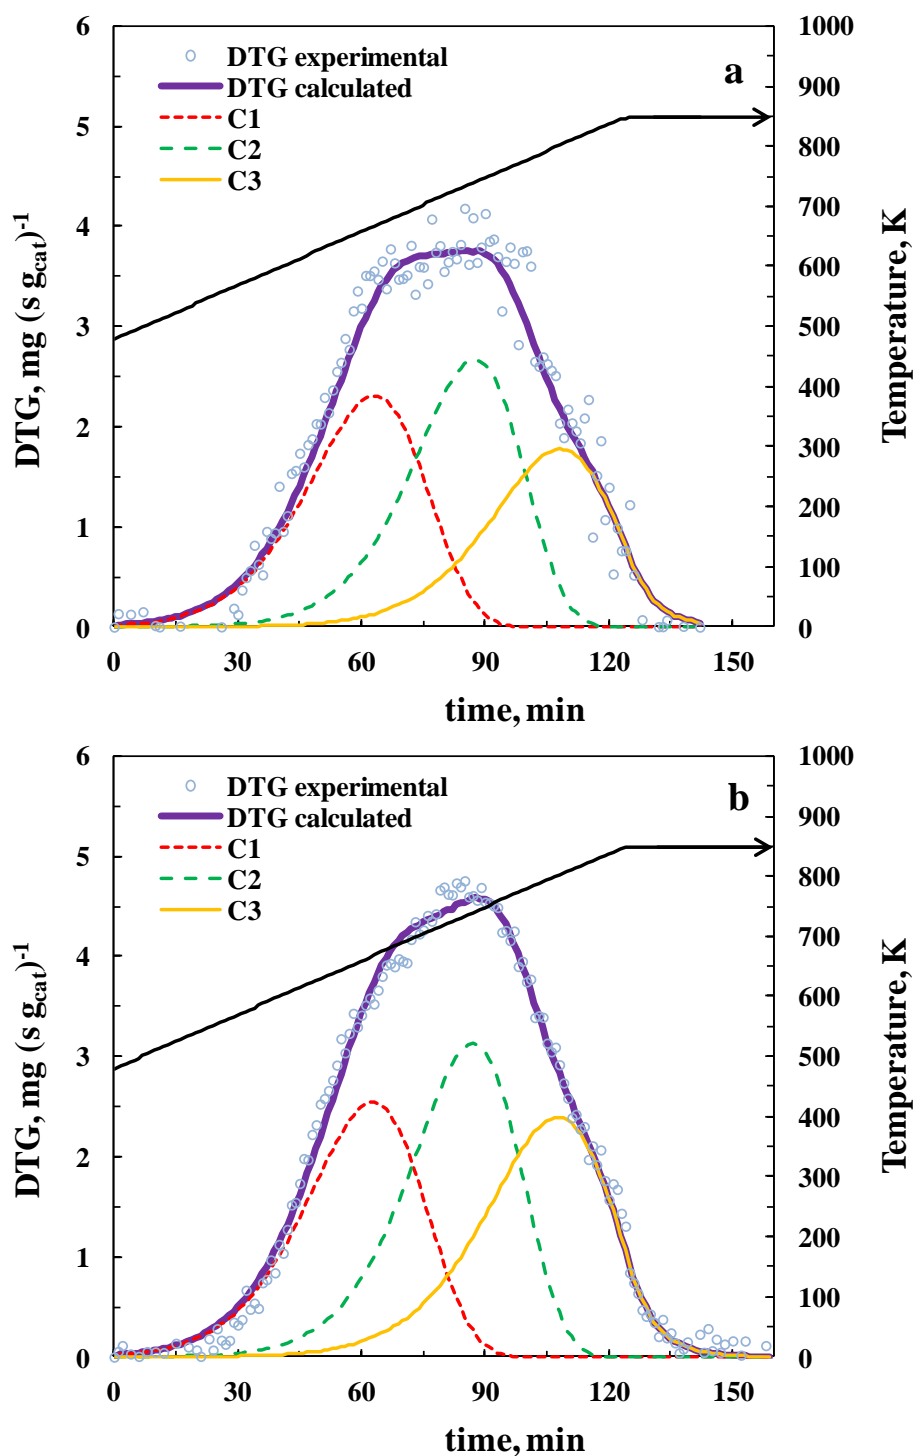 6
5
4
3
2
1
0
DTG, mg (s g_cat)^-1
DTG experimental
DTG calculated
C1
C2
C3
a
1000
900
800
700
600
500
400
300
200
100
0
Temperature, K
0 30 60 90 120 150
time, min
6
5
4
3
2
1
0
DTG, mg (s g_cat)^-1
DTG experimental
DTG calculated
C1
C2
C3
b
1000
900
800
700
600
500
400
300
200
100
0
Temperature, K
0 30 60 90 120 150
time, min